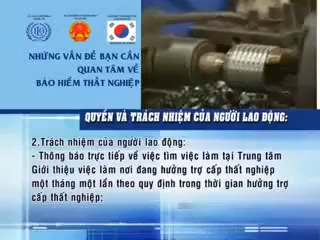 NHỮNG VẤN ĐỀ BẠN CẦN
QUAN TÂM VỀ
BẢO HIỂM THẤT NGHIỆP
QUYỀN VÀ TRÁCH NHIỆM CỦA NGƯỜI LAO ĐỘNG:
2.Trách nhiệm của người lao động:
- Thông báo trực tiếp về việc tìm việc làm tại Trung tâm
Giới thiệu việc làm nơi đang hưởng trợ cấp thất nghiệp
một tháng một lần theo quy định trong thời gian hưởng trợ
cấp thất nghiệp;